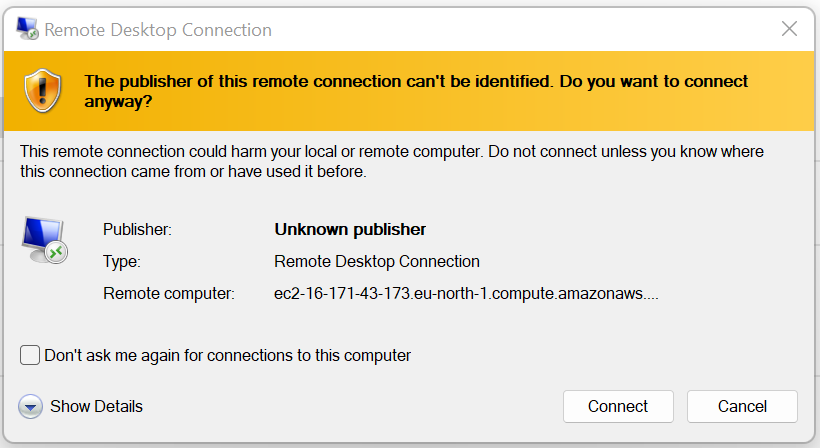 Remote Desktop Connection
The publisher of this remote connection can't be identified. Do you want to connect
anyway?
This remote connection could harm your local or remote computer. Do not connect unless you know where
this connection came from or have used it before.
Publisher: Unknown publisher
Type: Remote Desktop Connection
Remote computer: ec2-16-171-43-173.eu-north-1.compute.amazonaws....
Don't ask me again for connections to this computer
Show Details Connect Cancel